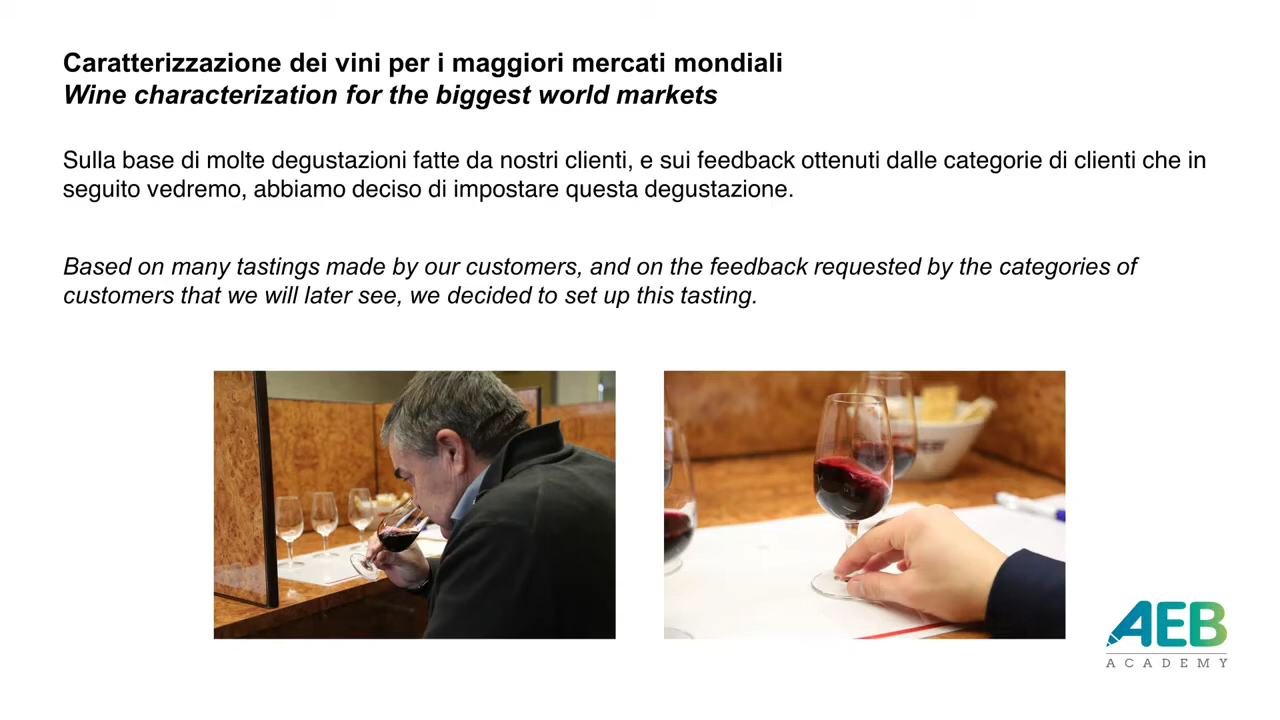 Caratterizzazione dei vini per i maggiori mercati mondiali
Wine characterization for the biggest world markets
Sulla base di molte degustazioni fatte da nostri clienti, e sui feedback ottenuti dalle categorie di clienti che in
seguito vedremo, abbiamo deciso di impostare questa degustazione.
Based on many tastings made by our customers, and on the feedback requested by the categories of
customers that we will later see, we decided to set up this tasting.
AEB
ACADEMY